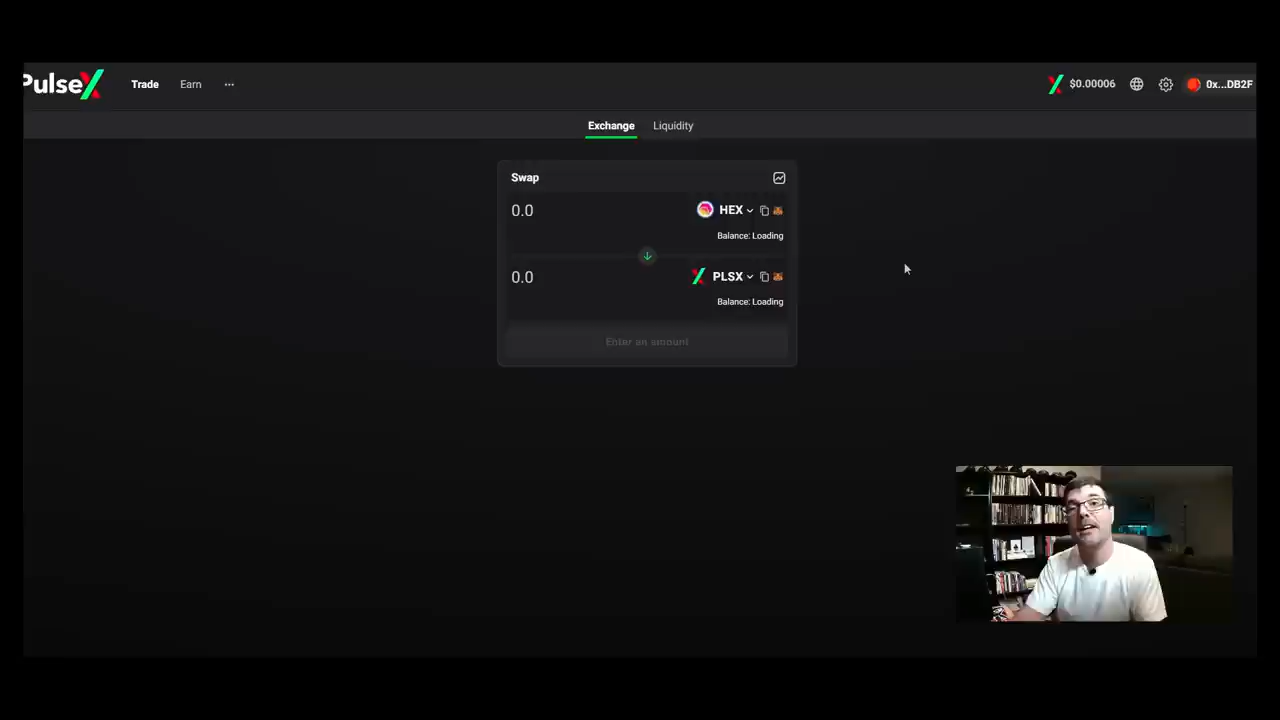 PulseX Trade Earn ... $0.00006 0x...DB2F
Exchange Liquidity
Swap
0.0 HEX
Balance: Loading
0.0 PLSX
Balance: Loading
Enter an amount